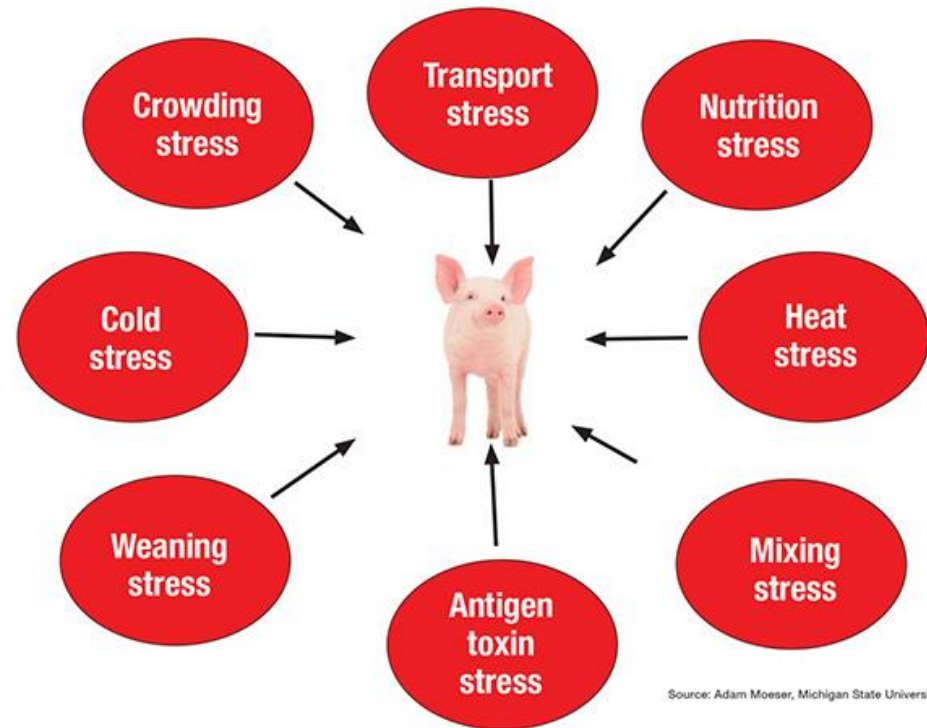 Transport
stress
Crowding
stress
Nutrition
stress
Cold
stress
Heat
stress
Weaning
stress
Mixing
stress
Antigen
toxin
stress
Source: Adam Moeser, Michigan State Univers